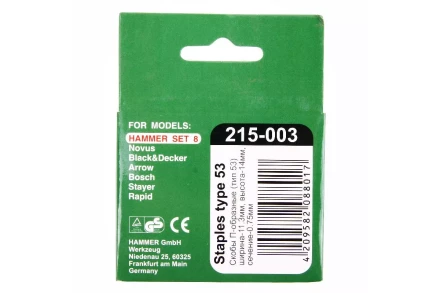 FOR MODELS:
HAMMER SET 8
Novus
Black&Decker
Arrow
Bosch
Stayer
Rapid
GS
CE
HAMMER GmbH
Werkzeug
Niedenau 25, 60325
Frankfurt am Main
Germany
215-003
Staples type 53
Скобы П-образные (тип 53)
ширина-11.3мм, высота-14мм,
сечение-0.75мм
4 209582 088017